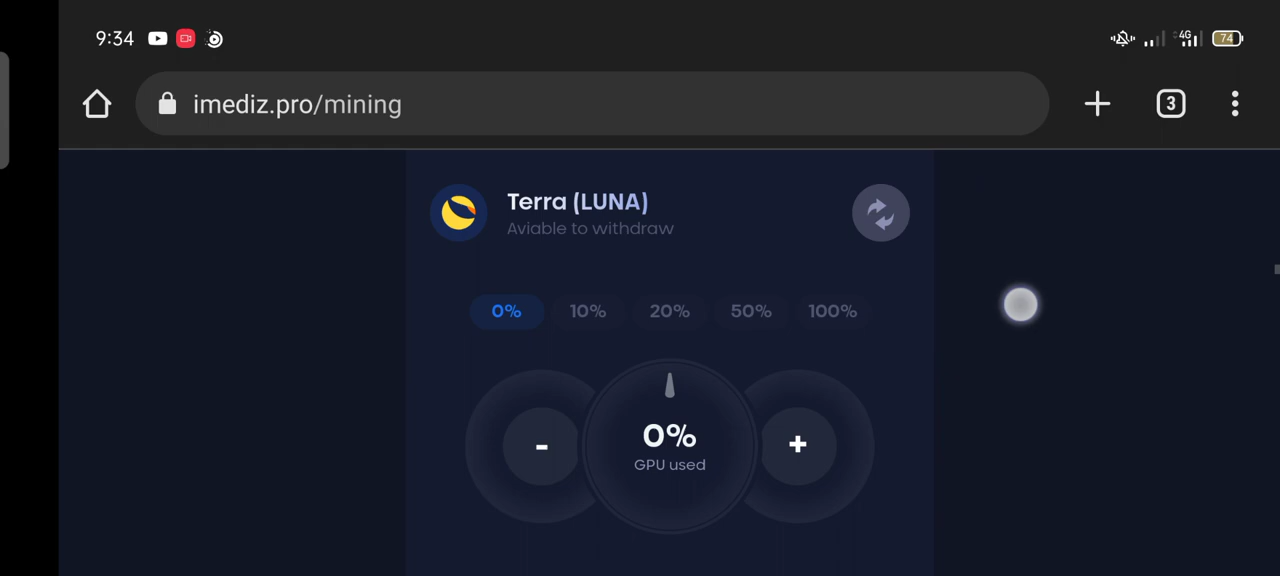 9:34 4G 74
imediz.pro/mining 3
Terra (LUNA)
Aviable to withdraw
0% 10% 20% 50% 100%
- 0% +
GPU used